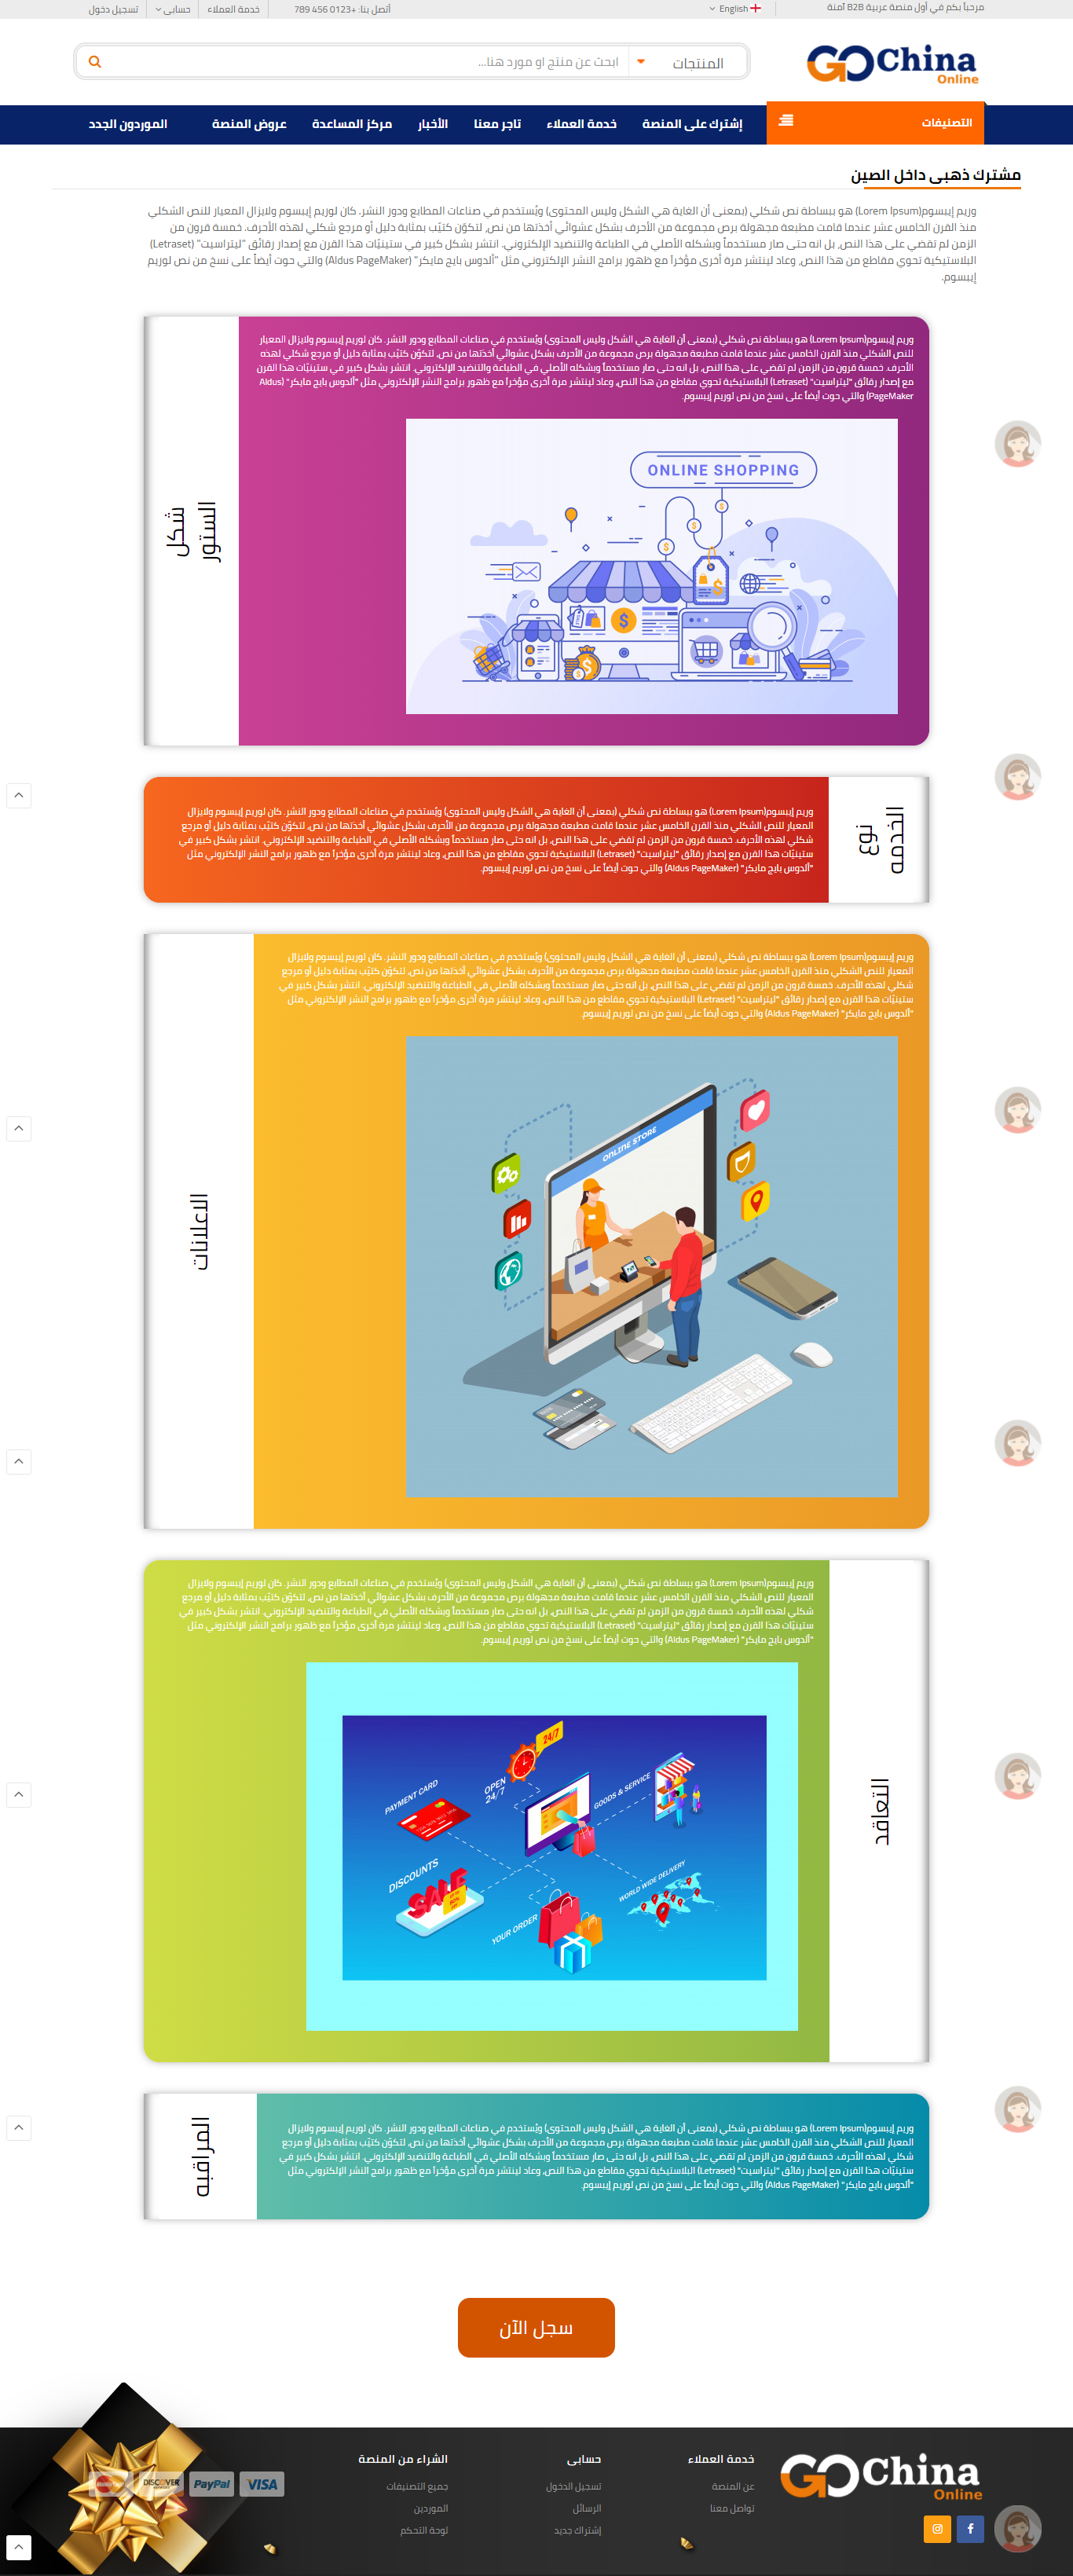 مرحباً بكم في أول منصة عربية B2B آمنة
English
أتصل بنا: +0123 456 789
خدمة العملاء
حسابى
تسجيل دخول
GO China
Online
المنتجات
ابحث عن منتج او مورد هنا...
التصنيفات
إشترك على المنصة
خدمة العملاء
تاجر معنا
الأخبار
مركز المساعدة
عروض المنصة
الموردون الجدد
مشترك ذهبى داخل الصين
وريم إيبسوم(Lorem Ipsum) هو ببساطة نص شكلي (بمعنى أن الغاية هي الشكل وليس المحتوى) ويُستخدم في صناعات المطابع ودور النشر. كان لوريم إيبسوم ولايزال المعيار للنص الشكلي
منذ القرن الخامس عشر عندما قامت مطبعة مجهولة برص مجموعة من الأحرف بشكل عشوائي أخذتها من نص، لتكوّن كتيّب بمثابة دليل أو مرجع شكلي لهذه الأحرف. خمسة قرون من
الزمن لم تقضي على هذا النص، بل انه حتى صار مستخدماً وبشكله الأصلي في الطباعة والتنضيد الإلكتروني. انتشر بشكل كبير في ستينيّات هذا القرن مع إصدار رقائق "ليتراسيت" (Letraset)
البلاستيكية تحوي مقاطع من هذا النص، وعاد لينتشر مرة أخرى مؤخراَ مع ظهور برامج النشر الإلكتروني مثل "ألدوس بايج مايكر" (Aldus PageMaker) والتي حوت أيضاً على نسخ من نص لوريم
إيبسوم.
وريم إيبسوم(Lorem Ipsum) هو ببساطة نص شكلي (بمعنى أن الغاية هي الشكل وليس المحتوى) ويُستخدم في صناعات المطابع ودور النشر. كان لوريم إيبسوم ولايزال المعيار
للنص الشكلي منذ القرن الخامس عشر عندما قامت مطبعة مجهولة برص مجموعة من الأحرف بشكل عشوائي أخذتها من نص، لتكوّن كتيّب بمثابة دليل أو مرجع شكلي لهذه
الأحرف. خمسة قرون من الزمن لم تقضي على هذا النص، بل انه حتى صار مستخدماً وبشكله الأصلي في الطباعة والتنضيد الإلكتروني. انتشر بشكل كبير في ستينيّات هذا القرن
مع إصدار رقائق "ليتراسيت" (Letraset) البلاستيكية تحوي مقاطع من هذا النص، وعاد لينتشر مرة أخرى مؤخراَ مع ظهور برامج النشر الإلكتروني مثل "ألدوس بايج مايكر" (Aldus
PageMaker) والتي حوت أيضاً على نسخ من نص لوريم إيبسوم.
ONLINE SHOPPING
شكل
الستور
نوع
الخدمه
وريم إيبسوم(Lorem Ipsum) هو ببساطة نص شكلي (بمعنى أن الغاية هي الشكل وليس المحتوى) ويُستخدم في صناعات المطابع ودور النشر. كان لوريم إيبسوم ولايزال
المعيار للنص الشكلي منذ القرن الخامس عشر عندما قامت مطبعة مجهولة برص مجموعة من الأحرف بشكل عشوائي أخذتها من نص، لتكوّن كتيّب بمثابة دليل أو مرجع
شكلي لهذه الأحرف. خمسة قرون من الزمن لم تقضي على هذا النص، بل انه حتى صار مستخدماً وبشكله الأصلي في الطباعة والتنضيد الإلكتروني. انتشر بشكل كبير في
ستينيّات هذا القرن مع إصدار رقائق "ليتراسيت" (Letraset) البلاستيكية تحوي مقاطع من هذا النص، وعاد لينتشر مرة أخرى مؤخراَ مع ظهور برامج النشر الإلكتروني مثل
"ألدوس بايج مايكر" (Aldus PageMaker) والتي حوت أيضاً على نسخ من نص لوريم إيبسوم.
وريم إيبسوم(Lorem Ipsum) هو ببساطة نص شكلي (بمعنى أن الغاية هي الشكل وليس المحتوى) ويُستخدم في صناعات المطابع ودور النشر. كان لوريم إيبسوم ولايزال
المعيار للنص الشكلي منذ القرن الخامس عشر عندما قامت مطبعة مجهولة برص مجموعة من الأحرف بشكل عشوائي أخذتها من نص، لتكوّن كتيّب بمثابة دليل أو مرجع
شكلي لهذه الأحرف. خمسة قرون من الزمن لم تقضي على هذا النص، بل انه حتى صار مستخدماً وبشكله الأصلي في الطباعة والتنضيد الإلكتروني. انتشر بشكل كبير في
ستينيّات هذا القرن مع إصدار رقائق "ليتراسيت" (Letraset) البلاستيكية تحوي مقاطع من هذا النص، وعاد لينتشر مرة أخرى مؤخراَ مع ظهور برامج النشر الإلكتروني مثل
"ألدوس بايج مايكر" (Aldus PageMaker) والتي حوت أيضاً على نسخ من نص لوريم إيبسوم.
ONLINE STORE
الاعلانات
التعاقد
وريم إيبسوم(Lorem Ipsum) هو ببساطة نص شكلي (بمعنى أن الغاية هي الشكل وليس المحتوى) ويُستخدم في صناعات المطابع ودور النشر. كان لوريم إيبسوم ولايزال
المعيار للنص الشكلي منذ القرن الخامس عشر عندما قامت مطبعة مجهولة برص مجموعة من الأحرف بشكل عشوائي أخذتها من نص، لتكوّن كتيّب بمثابة دليل أو مرجع
شكلي لهذه الأحرف. خمسة قرون من الزمن لم تقضي على هذا النص، بل انه حتى صار مستخدماً وبشكله الأصلي في الطباعة والتنضيد الإلكتروني. انتشر بشكل كبير في
ستينيّات هذا القرن مع إصدار رقائق "ليتراسيت" (Letraset) البلاستيكية تحوي مقاطع من هذا النص، وعاد لينتشر مرة أخرى مؤخراَ مع ظهور برامج النشر الإلكتروني مثل
"ألدوس بايج مايكر" (Aldus PageMaker) والتي حوت أيضاً على نسخ من نص لوريم إيبسوم.
24/7
OPEN
24/7
PAYMENT CARD
GOODS & SERVICE
DISCOUNTS
SALE
WORLD WIDE DELIVERY
YOUR ORDER
وريم إيبسوم(Lorem Ipsum) هو ببساطة نص شكلي (بمعنى أن الغاية هي الشكل وليس المحتوى) ويُستخدم في صناعات المطابع ودور النشر. كان لوريم إيبسوم ولايزال
المعيار للنص الشكلي منذ القرن الخامس عشر عندما قامت مطبعة مجهولة برص مجموعة من الأحرف بشكل عشوائي أخذتها من نص، لتكوّن كتيّب بمثابة دليل أو مرجع
شكلي لهذه الأحرف. خمسة قرون من الزمن لم تقضي على هذا النص، بل انه حتى صار مستخدماً وبشكله الأصلي في الطباعة والتنضيد الإلكتروني. انتشر بشكل كبير في
ستينيّات هذا القرن مع إصدار رقائق "ليتراسيت" (Letraset) البلاستيكية تحوي مقاطع من هذا النص، وعاد لينتشر مرة أخرى مؤخراَ مع ظهور برامج النشر الإلكتروني مثل
"ألدوس بايج مايكر" (Aldus PageMaker) والتي حوت أيضاً على نسخ من نص لوريم إيبسوم.
المراقبه
سجل الآن
GO China
Online
خدمة العملاء
عن المنصة
تواصل معنا
حسابى
تسجيل الدخول
الرسائل
إشتراك جديد
الشراء من المنصة
جميع التصنيفات
الموردين
لوحة التحكم
VISA
PayPal
DISCOVER